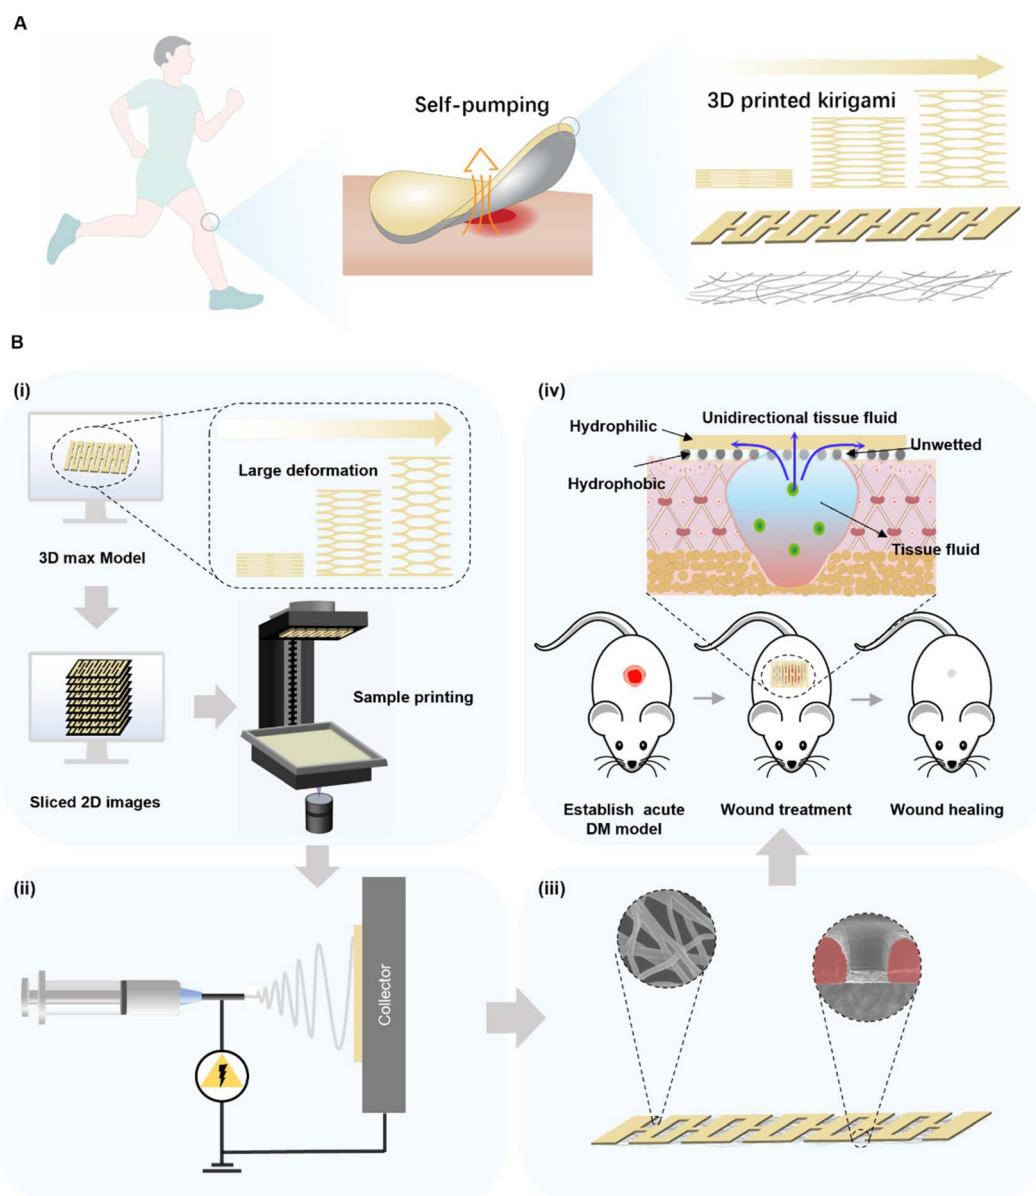 A
Self-pumping
3D printed kirigami
B
(i)
Large deformation
3D max Model
Sample printing
Sliced 2D images
(iv)
Unidirectional tissue fluid
Hydrophilic
Unwetted
Hydrophobic
Tissue fluid
Establish acute
DM model
Wound treatment
Wound healing
(ii)
Collector
(iii)